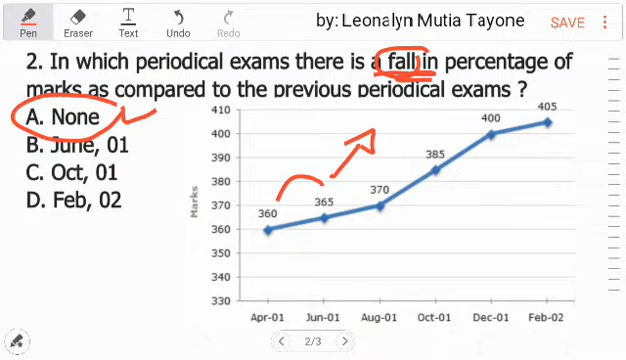 by: Leonalyn Mutia Tayone
SAVE
Pen
Eraser
Text
Undo
Redo
2. In which periodical exams there is a fall in percentage of
marks as compared to the previous periodical exams ?
A. None
B. June, 01
C. Oct, 01
D. Feb, 02
Marks
410
400
390
380
370
360
350
340
330
360
365
370
385
400
405
Apr-01
Jun-01
Aug-01
Oct-01
Dec-01
Feb-02
2/3